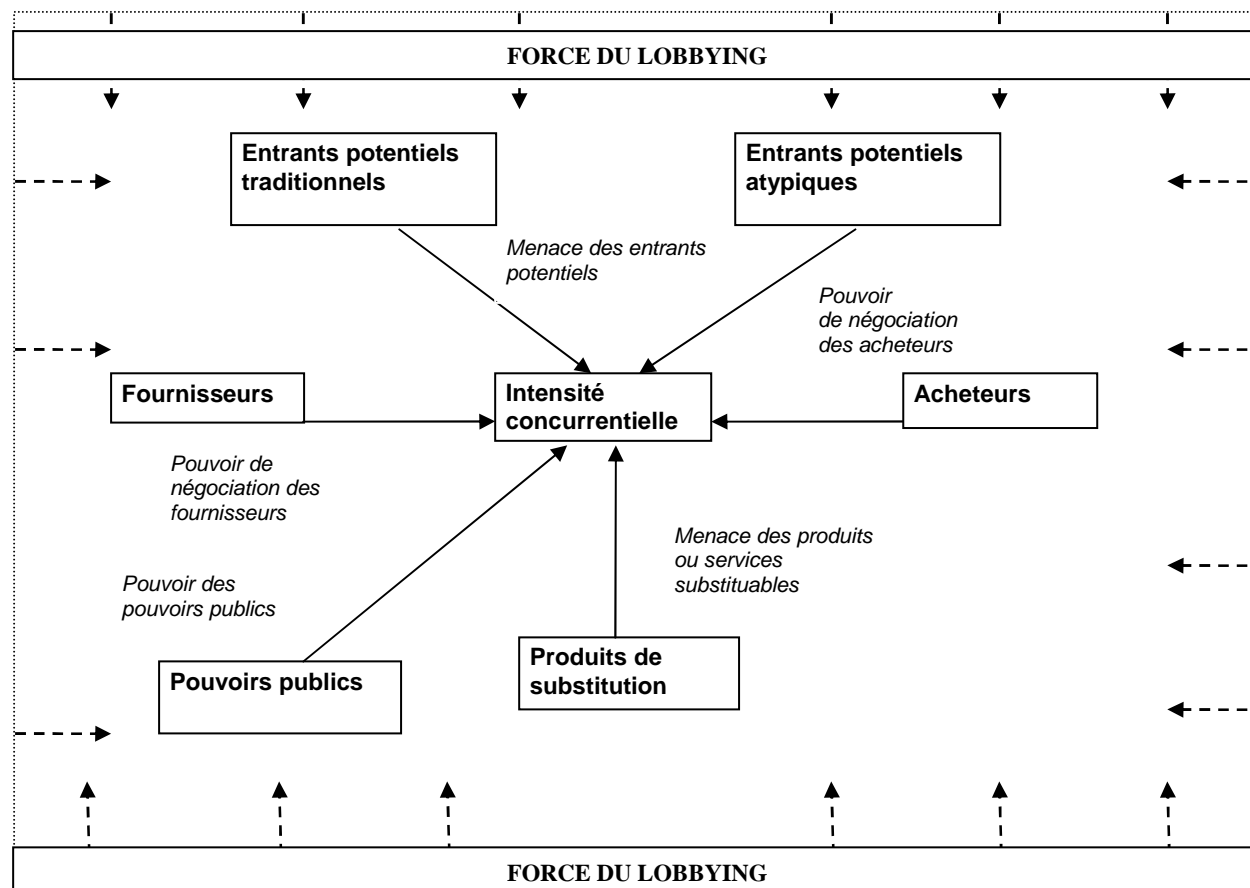 FORCE DU LOBBYING
Entrants potentiels
traditionnels
Entrants potentiels
atypiques
Menace des entrants
potentiels
Pouvoir
de négociation
des acheteurs
Fournisseurs
Intensité
concurrentielle
Acheteurs
Pouvoir de
négociation des
fournisseurs
Menace des produits
ou services
substituables
Pouvoir des
pouvoirs publics
Produits de
substitution
Pouvoirs publics
FORCE DU LOBBYING